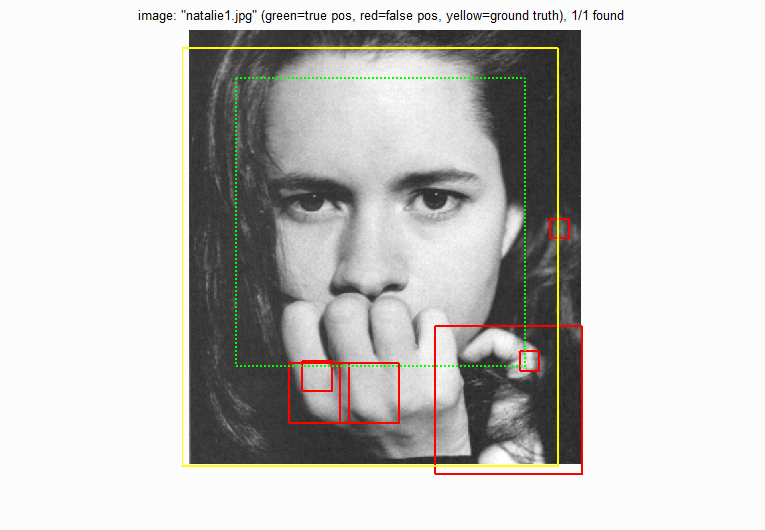 image: "natalie1.jpg" (green=true pos, red=false pos, yellow=ground truth), 1/1 found